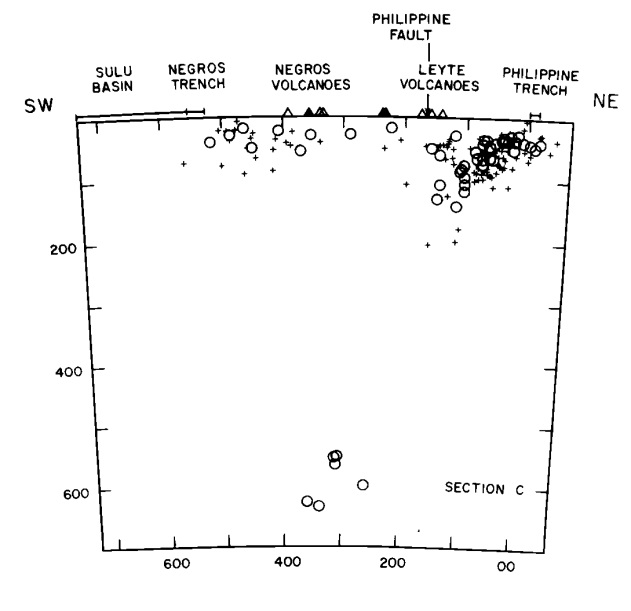 PHILIPPINE
FAULT
SULU
BASIN
NEGROS
TRENCH
NEGROS
VOLCANOES
LEYTE
VOLCANOES
PHILIPPINE
TRENCH
SW
NE
200
400
600
SECTION C
600
400
200
00